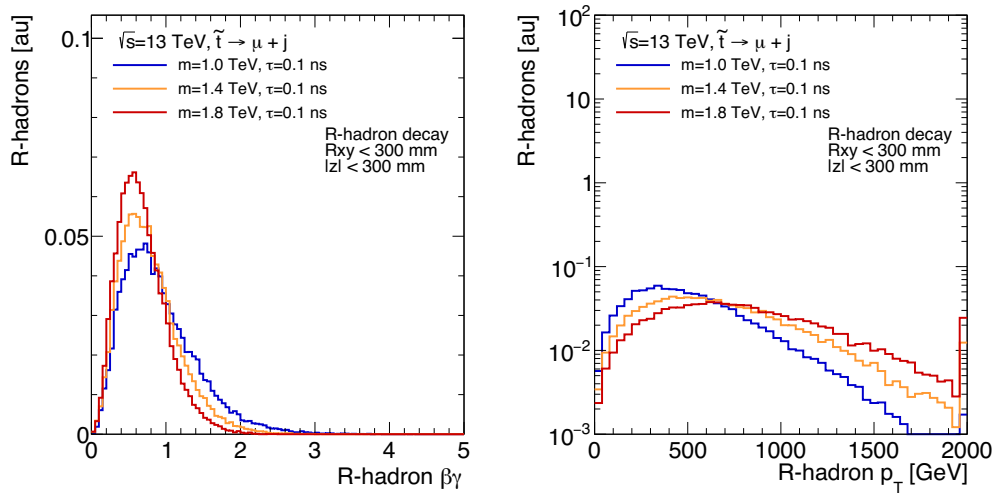 R-hadrons [au]
0.1
0.05
0
√s=13 TeV, t̃ → μ + j
m=1.0 TeV, τ=0.1 ns
m=1.4 TeV, τ=0.1 ns
m=1.8 TeV, τ=0.1 ns
R-hadron decay
Rxy < 300 mm
|z| < 300 mm
0 1 2 3 4 5
R-hadron βγ
R-hadrons [au]
10²
10
1
10⁻¹
10⁻²
10⁻³
√s=13 TeV, t̃ → μ + j
m=1.0 TeV, τ=0.1 ns
m=1.4 TeV, τ=0.1 ns
m=1.8 TeV, τ=0.1 ns
R-hadron decay
Rxy < 300 mm
|z| < 300 mm
0 500 1000 1500 2000
R-hadron p_T [GeV]